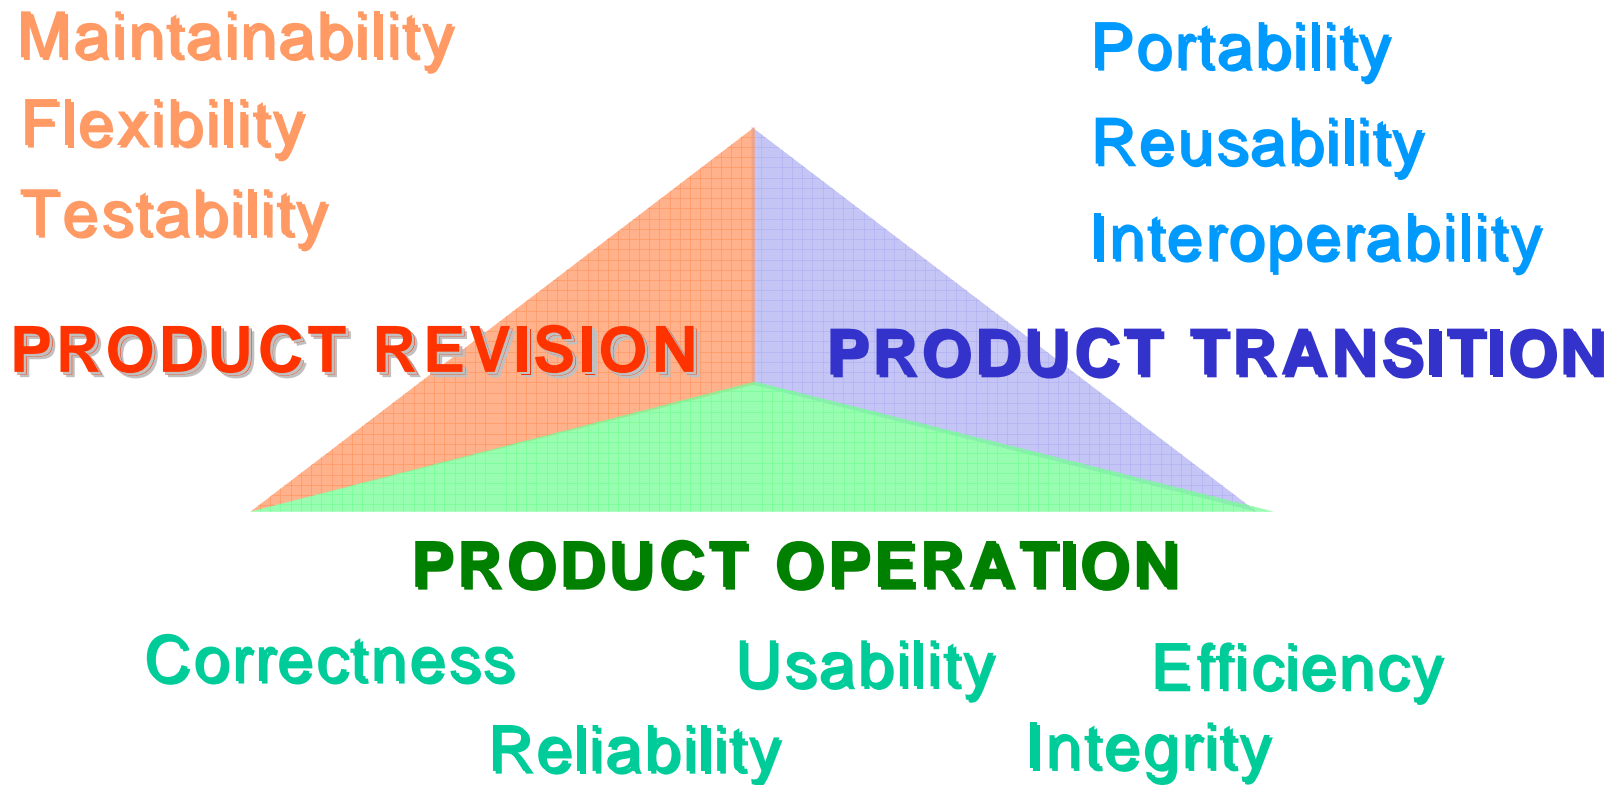 Maintainability
Flexibility
Testability
Portability
Reusability
Interoperability
PRODUCT REVISION
PRODUCT TRANSITION
PRODUCT OPERATION
Correctness
Usability
Efficiency
Reliability
Integrity